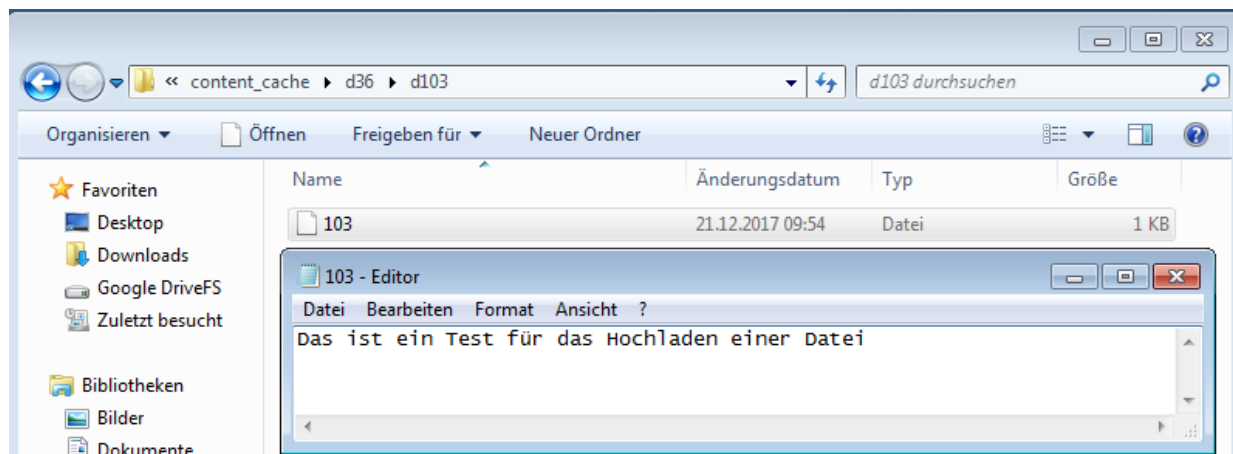 « content_cache ▸ d36 ▸ d103
d103 durchsuchen
Organisieren
Öffnen
Freigeben für
Neuer Ordner
Favoriten
Desktop
Downloads
Google DriveFS
Zuletzt besucht
Bibliotheken
Bilder
Dokumente
Name Änderungsdatum Typ Größe
103 21.12.2017 09:54 Datei 1 KB
103 - Editor
Datei Bearbeiten Format Ansicht ?
Das ist ein Test für das Hochladen einer Datei